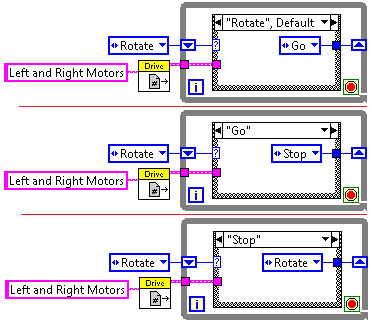 "Rotate", Default
Rotate
Go
?
Left and Right Motors
Drive
#
i
"Go"
Rotate
Stop
?
Left and Right Motors
Drive
#
i
"Stop"
Rotate
Rotate
?
Left and Right Motors
Drive
#
i